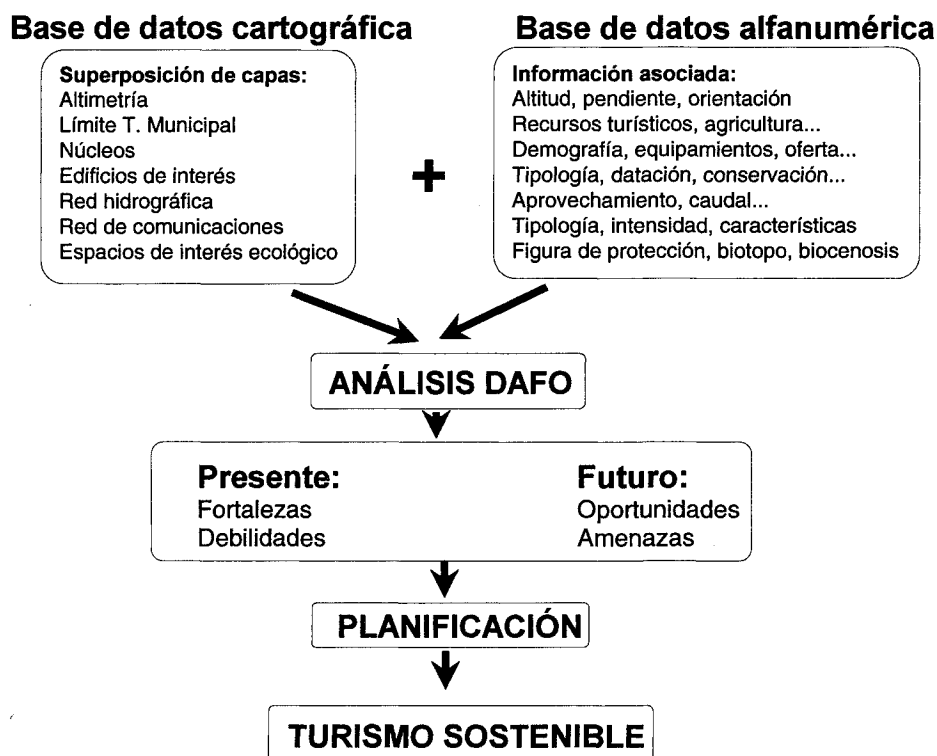 Base de datos cartográfica
Superposición de capas:
Altimetría
Límite T. Municipal
Núcleos
Edificios de interés
Red hidrográfica
Red de comunicaciones
Espacios de interés ecológico
+
Base de datos alfanumérica
Información asociada:
Altitud, pendiente, orientación
Recursos turísticos, agricultura...
Demografía, equipamientos, oferta...
Tipología, datación, conservación...
Aprovechamiento, caudal...
Tipología, intensidad, características
Figura de protección, biotopo, biocenosis
ANÁLISIS DAFO
Presente:
Fortalezas
Debilidades
Futuro:
Oportunidades
Amenazas
PLANIFICACIÓN
TURISMO SOSTENIBLE